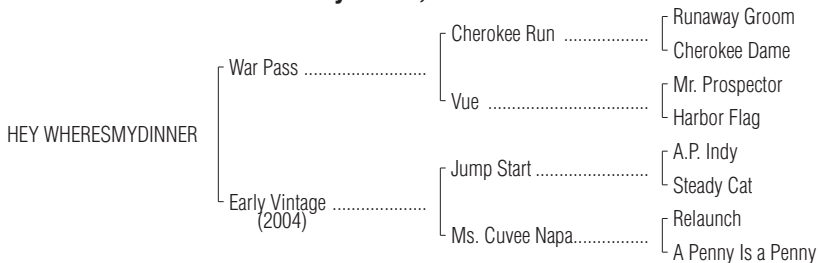 Runaway Groom
Cherokee Run ....................
Cherokee Dame
War Pass ...........................
Mr. Prospector
Vue ......................................
Harbor Flag
HEY WHERESMYDINNER
A.P. Indy
Jump Start ...........................
Steady Cat
Early Vintage .....................
(2004)
Relaunch
Ms. Cuvee Napa.................
A Penny Is a Penny